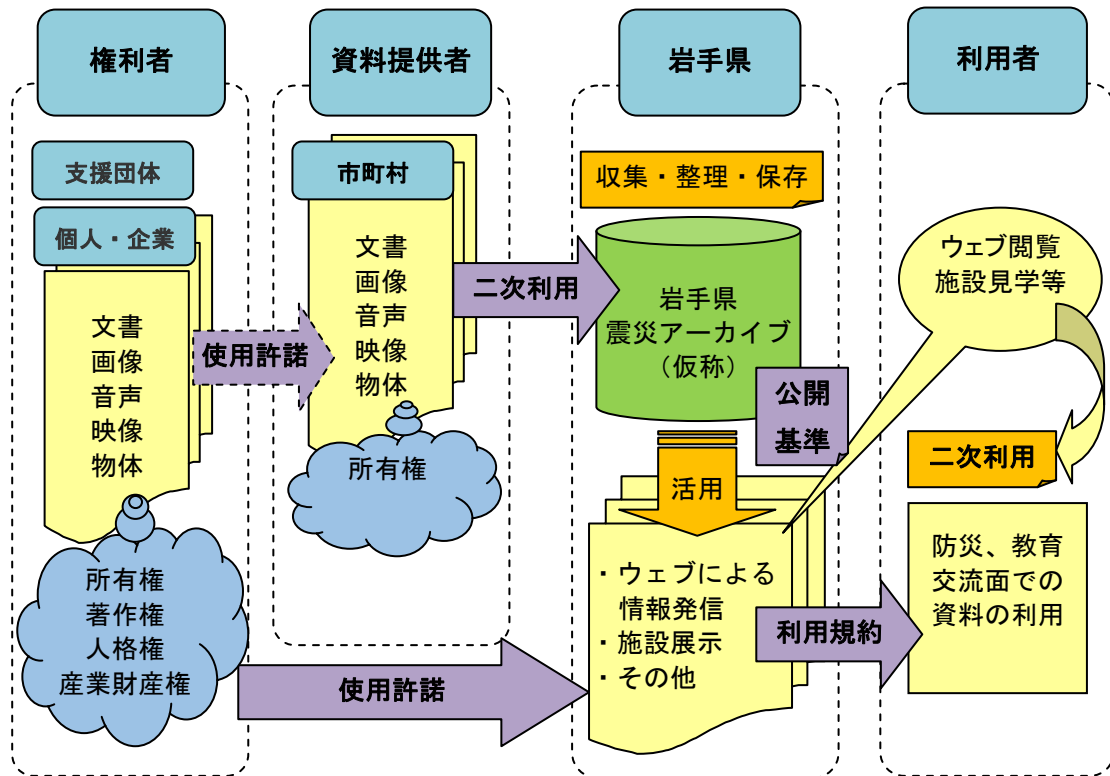 権利者
資料提供者
岩手県
利用者
支援団体
個人・企業
文書
画像
音声
映像
物体
所有権
著作権
人格権
産業財産権
使用許諾
市町村
文書
画像
音声
映像
物体
所有権
二次利用
使用許諾
収集・整理・保存
岩手県
震災アーカイブ
（仮称）
公開
基準
活用
・ウェブによる
情報発信
・施設展示
・その他
利用規約
ウェブ閲覧
施設見学等
二次利用
防災、教育
交流面での
資料の利用